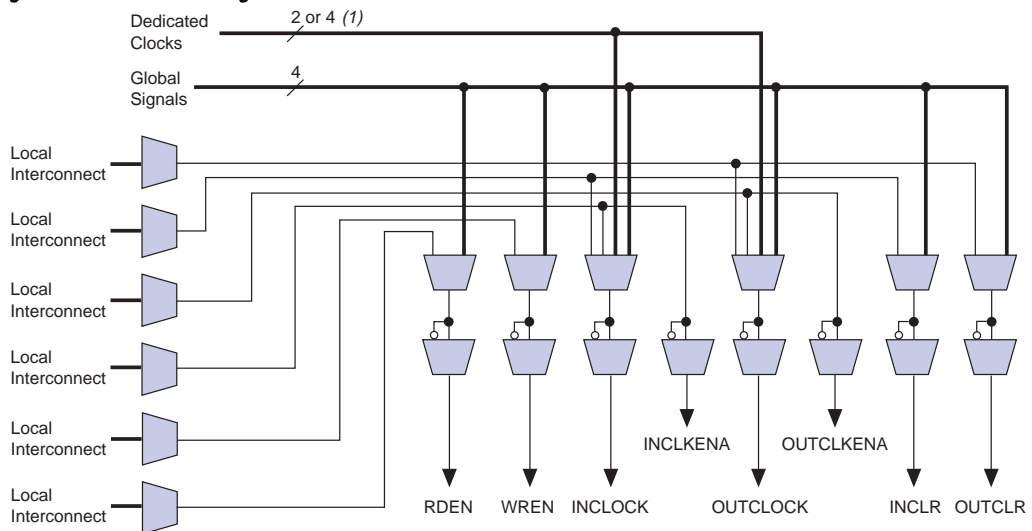 Dedicated
Clocks
2 or 4 (1)
Global
Signals
4
Local
Interconnect
Local
Interconnect
Local
Interconnect
Local
Interconnect
Local
Interconnect
Local
Interconnect
INCLKENA
OUTCLKENA
RDEN
WREN
INCLOCK
OUTCLOCK
INCLR
OUTCLR